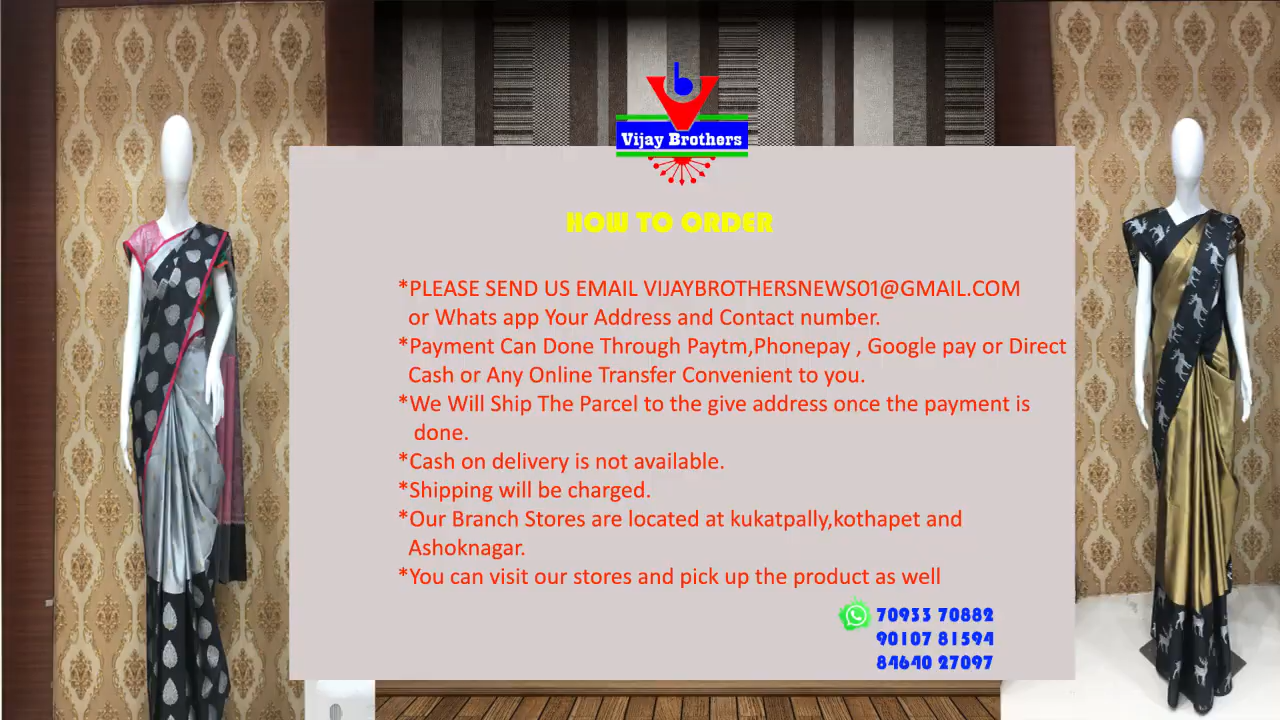 Vijay Brothers
HOW TO ORDER
*PLEASE SEND US EMAIL VIJAYBROTHERSNEWS01@GMAIL.COM
or Whats app Your Address and Contact number.
*Payment Can Done Through Paytm,Phonepay , Google pay or Direct
Cash or Any Online Transfer Convenient to you.
*We Will Ship The Parcel to the give address once the payment is
done.
*Cash on delivery is not available.
*Shipping will be charged.
*Our Branch Stores are located at kukatpally,kothapet and
Ashoknagar.
*You can visit our stores and pick up the product as well
70933 70882
90107 81594
84640 27097